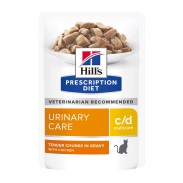 Hill's
PRESCRIPTION DIET
VETERINARIAN RECOMMENDED
URINARY
CARE
c/d
multicare
TENDER CHUNKS IN GRAVY
WITH CHICKEN